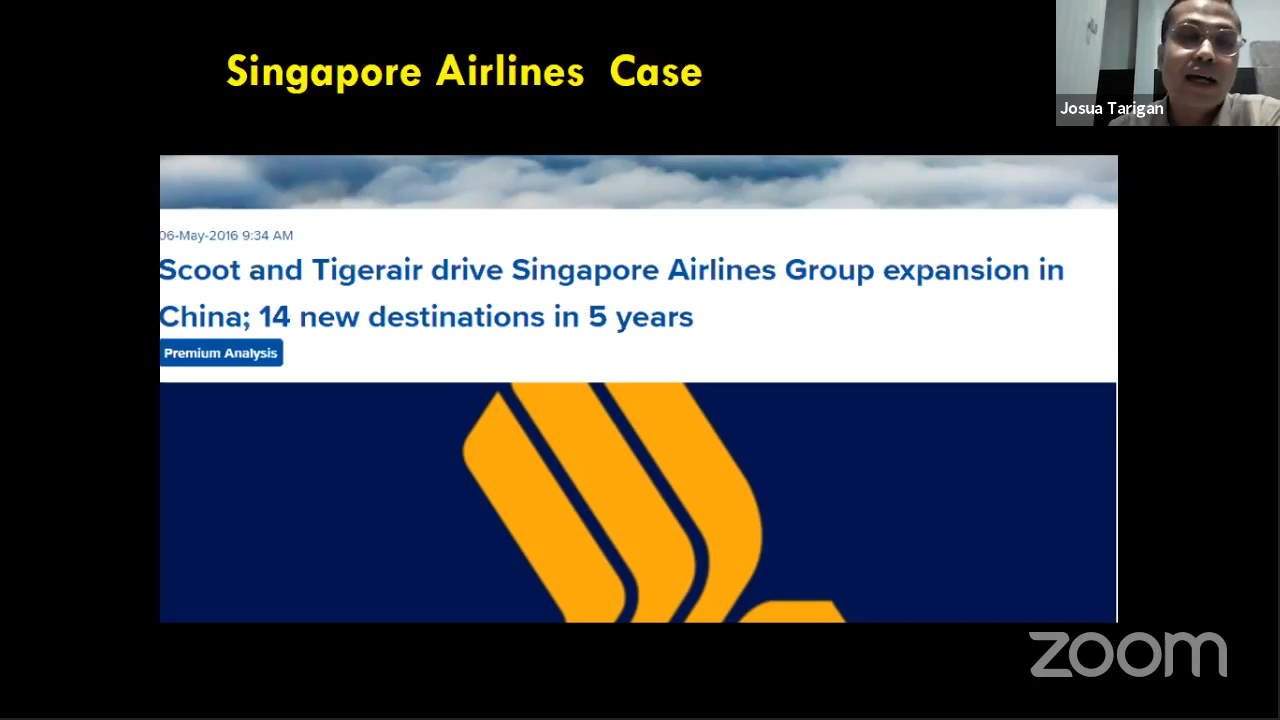 Singapore Airlines Case
Josua Tarigan
06-May-2016 9:34 AM
Scoot and Tigerair drive Singapore Airlines Group expansion in
China; 14 new destinations in 5 years
Premium Analysis
zoom